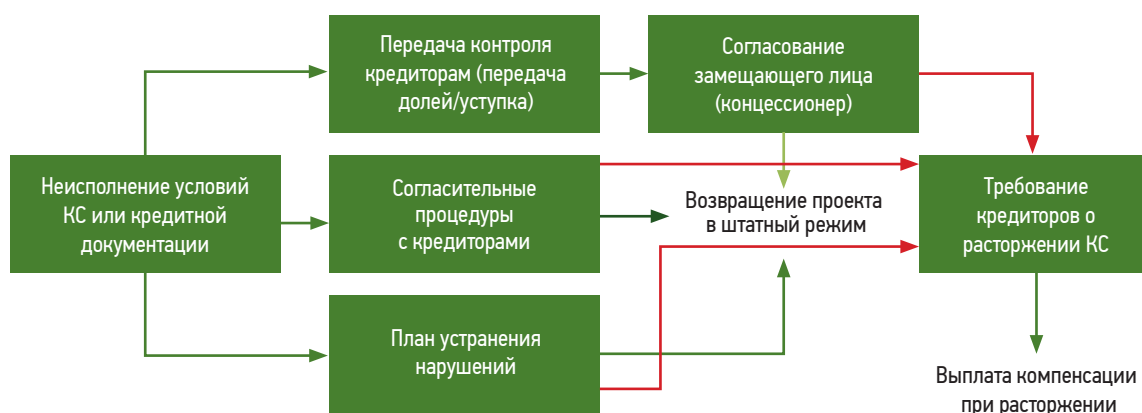 Передача контроля
кредиторам (передача
долей/уступка)
Согласование
замещающего лица
(концессионер)
Неисполнение условий
КС или кредитной
документации
Согласительные
процедуры
с кредиторами
Возвращение проекта
в штатный режим
Требование
кредиторов о
расторжении КС
План устранения
нарушений
Выплата компенсации
при расторжении